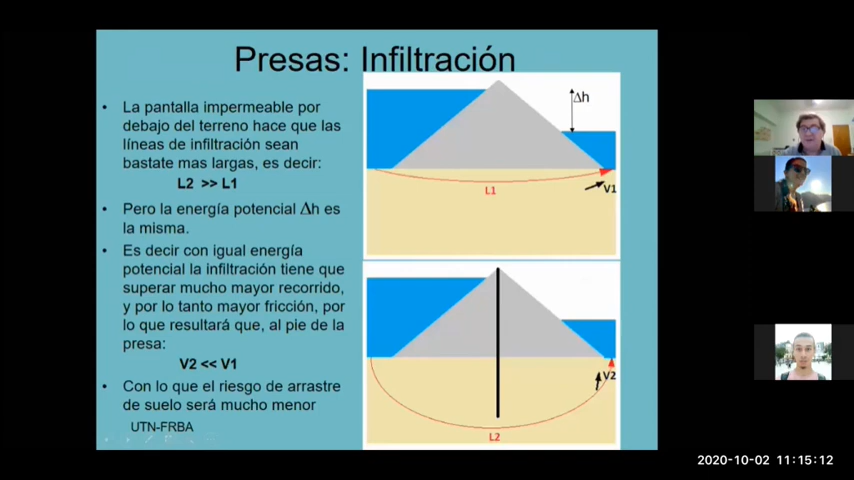 Presas: Infiltración
• La pantalla impermeable por
debajo del terreno hace que las
líneas de infiltración sean
bastate mas largas, es decir:
L2 >> L1
• Pero la energía potencial Δh es
la misma.
• Es decir con igual energía
potencial la infiltración tiene que
superar mucho mayor recorrido,
y por lo tanto mayor fricción, por
lo que resultará que, al pie de la
presa:
V2 << V1
• Con lo que el riesgo de arrastre
de suelo será mucho menor
UTN-FRBA
Δh
L1
V1
V2
L2
2020-10-02 11:15:12